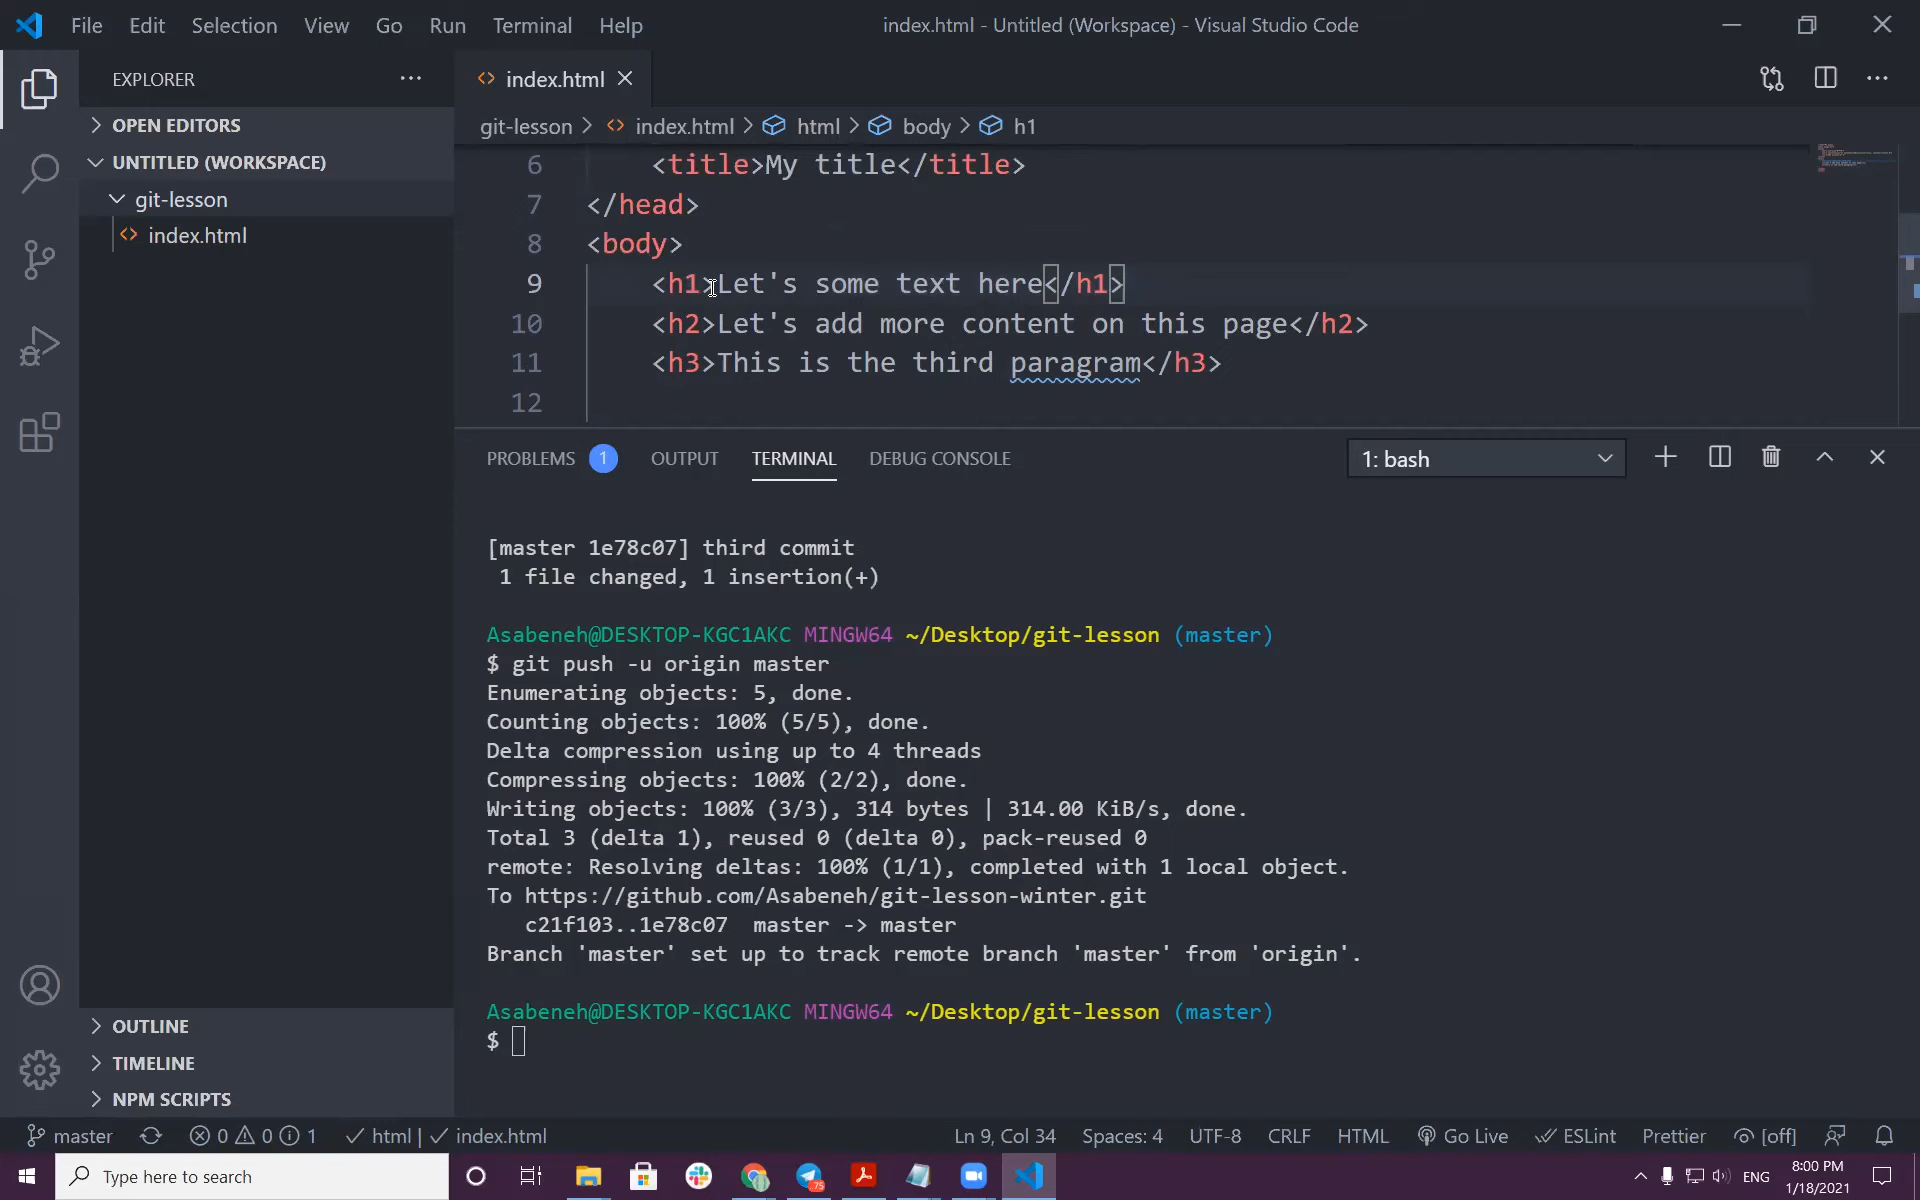 File Edit Selection View Go Run Terminal Help
index.html - Untitled (Workspace) - Visual Studio Code
EXPLORER
index.html
OPEN EDITORS
UNTITLED (WORKSPACE)
git-lesson
index.html
git-lesson > index.html > html > body > h1
6 <title>My title</title>
7 </head>
8 <body>
9 <h1>Let's some text here</h1>
10 <h2>Let's add more content on this page</h2>
11 <h3>This is the third paragram</h3>
12
PROBLEMS 1 OUTPUT TERMINAL DEBUG CONSOLE
1: bash
[master 1e78c07] third commit
1 file changed, 1 insertion(+)
Asabeneh@DESKTOP-KGC1AKC MINGW64 ~/Desktop/git-lesson (master)
$ git push -u origin master
Enumerating objects: 5, done.
Counting objects: 100% (5/5), done.
Delta compression using up to 4 threads
Compressing objects: 100% (2/2), done.
Writing objects: 100% (3/3), 314 bytes | 314.00 KiB/s, done.
Total 3 (delta 1), reused 0 (delta 0), pack-reused 0
remote: Resolving deltas: 100% (1/1), completed with 1 local object.
To https://github.com/Asabeneh/git-lesson-winter.git
c21f103..1e78c07 master -> master
Branch 'master' set up to track remote branch 'master' from 'origin'.
Asabeneh@DESKTOP-KGC1AKC MINGW64 ~/Desktop/git-lesson (master)
$
OUTLINE
TIMELINE
NPM SCRIPTS
master 0 0 1 html | index.html
Ln 9, Col 34 Spaces: 4 UTF-8 CRLF HTML Go Live ESLint Prettier [off]
Type here to search
75
ENG
8:00 PM
1/18/2021